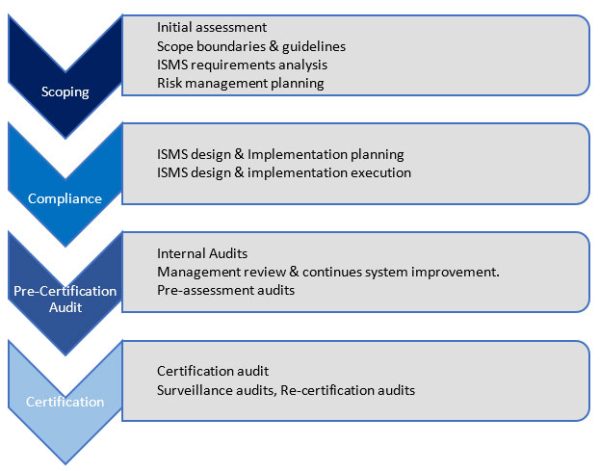 Scoping
Initial assessment
Scope boundaries & guidelines
ISMS requirements analysis
Risk management planning
Compliance
ISMS design & Implementation planning
ISMS design & implementation execution
Pre-Certification
Audit
Internal Audits
Management review & continues system improvement.
Pre-assessment audits
Certification
Certification audit
Surveillance audits, Re-certification audits